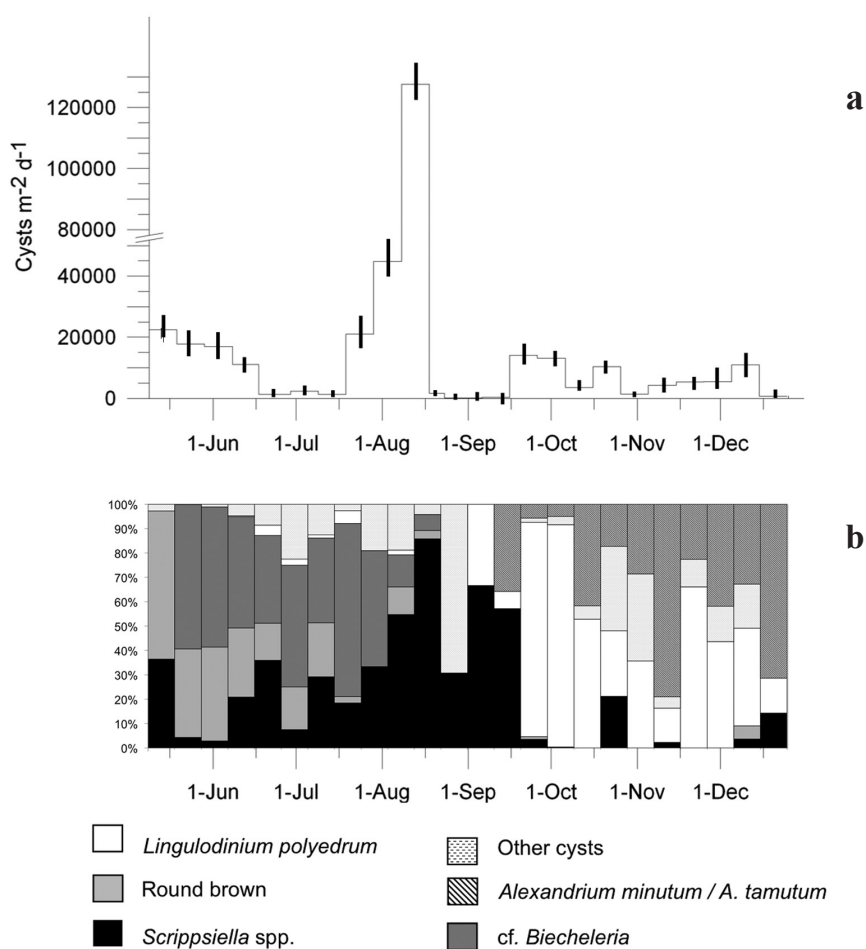 a
120000
100000
80000
40000
20000
0
Cysts m-2 d-1
1-Jun 1-Jul 1-Aug 1-Sep 1-Oct 1-Nov 1-Dec
b
100%
90%
80%
70%
60%
50%
40%
30%
20%
10%
0%
1-Jun 1-Jul 1-Aug 1-Sep 1-Oct 1-Nov 1-Dec
Lingulodinium polyedrum
Round brown
Scrippsiella spp.
Other cysts
Alexandrium minutum / A. tamutum
cf. Biecheleria